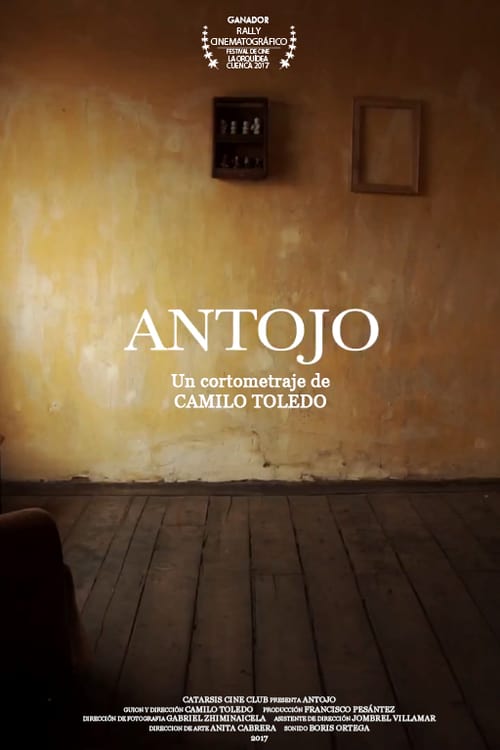 GANADOR
RALLY
CINEMATOGRÁFICO
FESTIVAL DE CINE
LA ORQUÍDEA
CUENCA 2017
ANTOJO
Un cortometraje de
CAMILO TOLEDO
CATARSIS CINE CLUB PRESENTA ANTOJO
GUION Y DIRECCIÓN CAMILO TOLEDO PRODUCCIÓN FRANCISCO PESÁNTEZ
DIRECCIÓN DE FOTOGRAFIA GABRIEL ZHIMINAICELA ASISTENTE DE DIRECCIÓN JOMBREL VILLAMAR
DIRECCION DE ARTE ANITA CABRERA SONIDO BORIS ORTEGA
2017